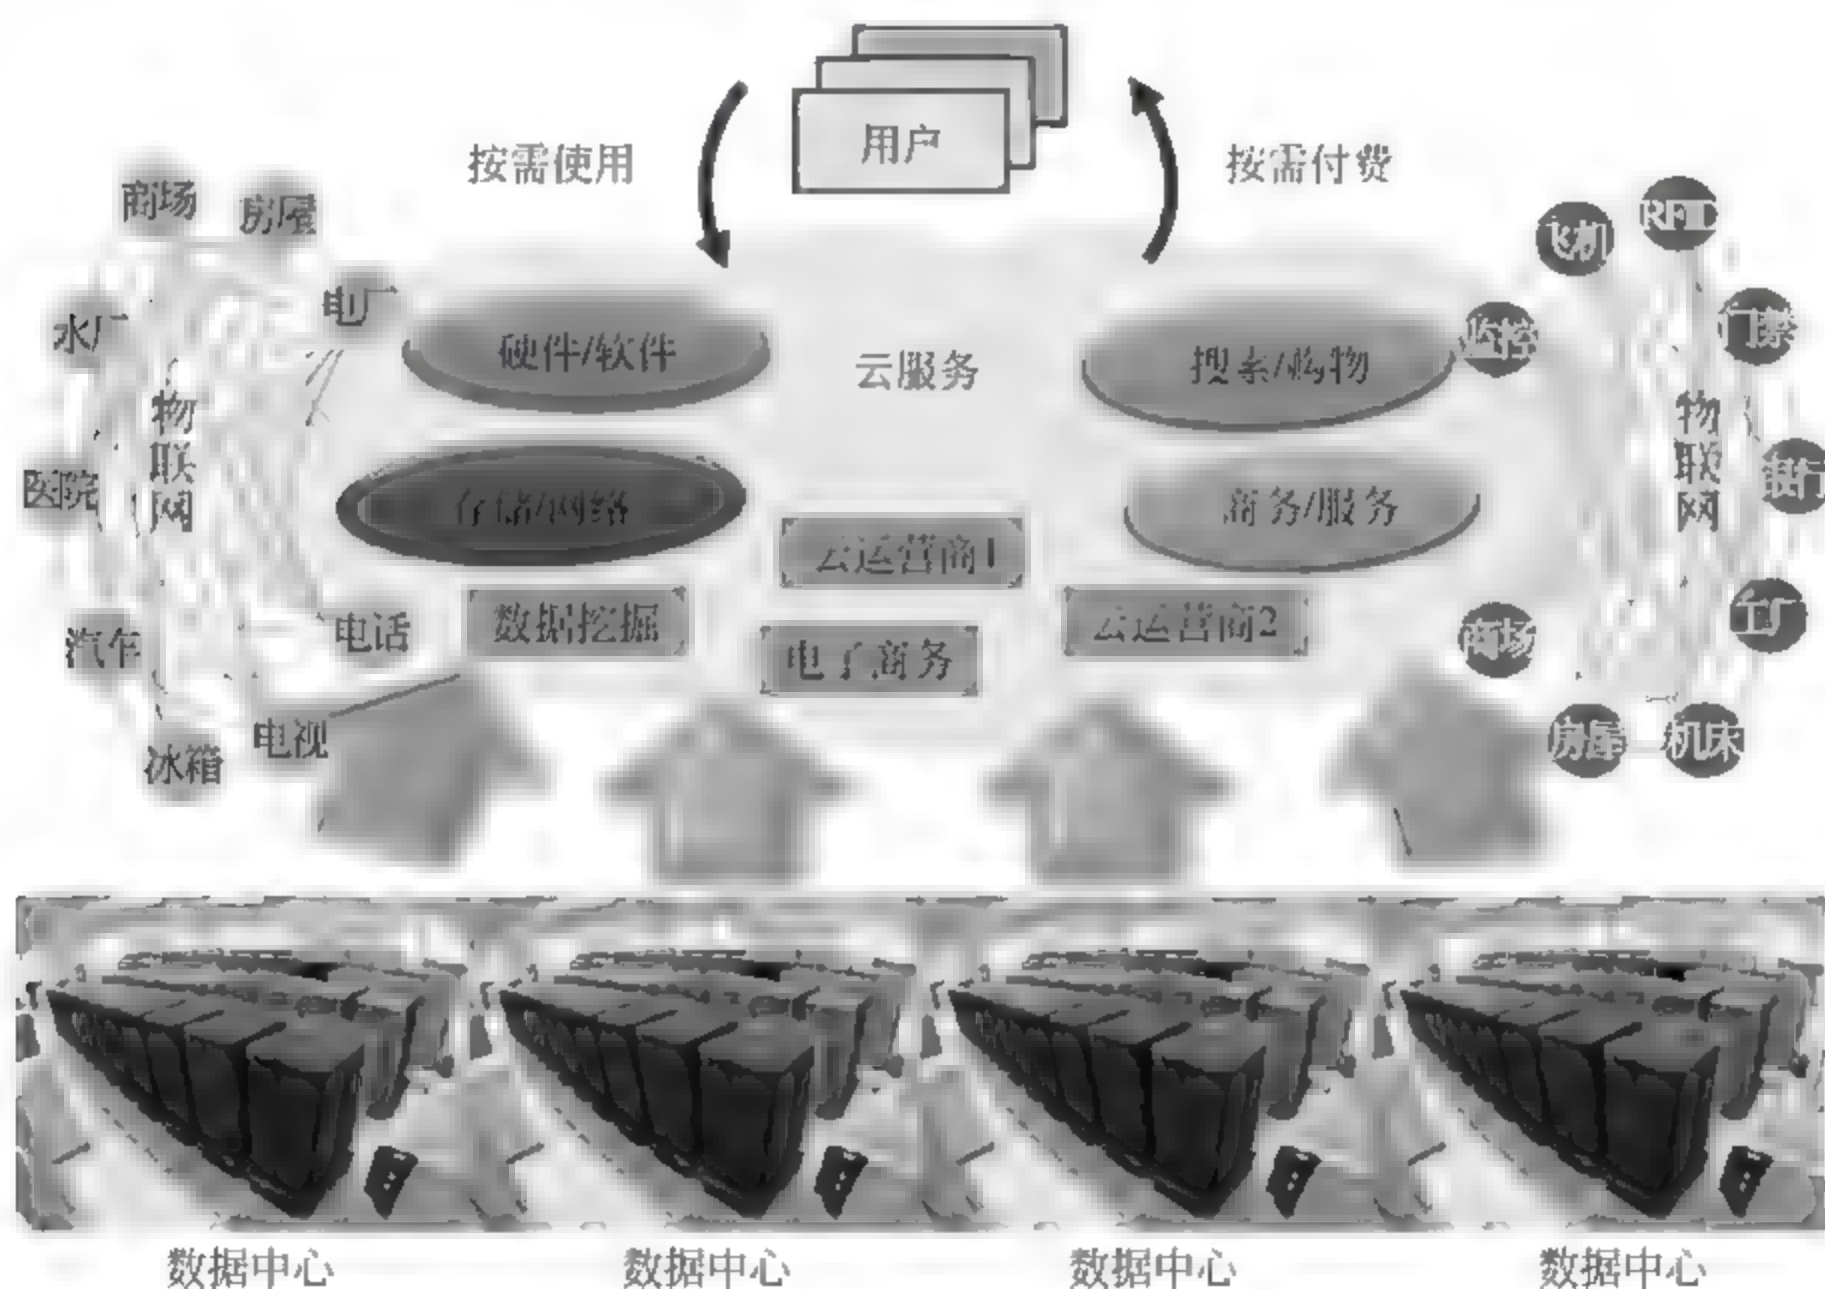 用户
按需使用
按需付费
商场
房屋
飞机
RFID
电厂
水厂
硬件/软件
云服务
搜素/购物
监控
门禁
物联网
物联网
医院
存储/网络
商务/服务
银行
云运营商1
数据挖掘
云运营商2
工厂
汽车
电话
电子商务
商场
电视
冰箱
房屋
机床
数据中心
数据中心
数据中心
数据中心